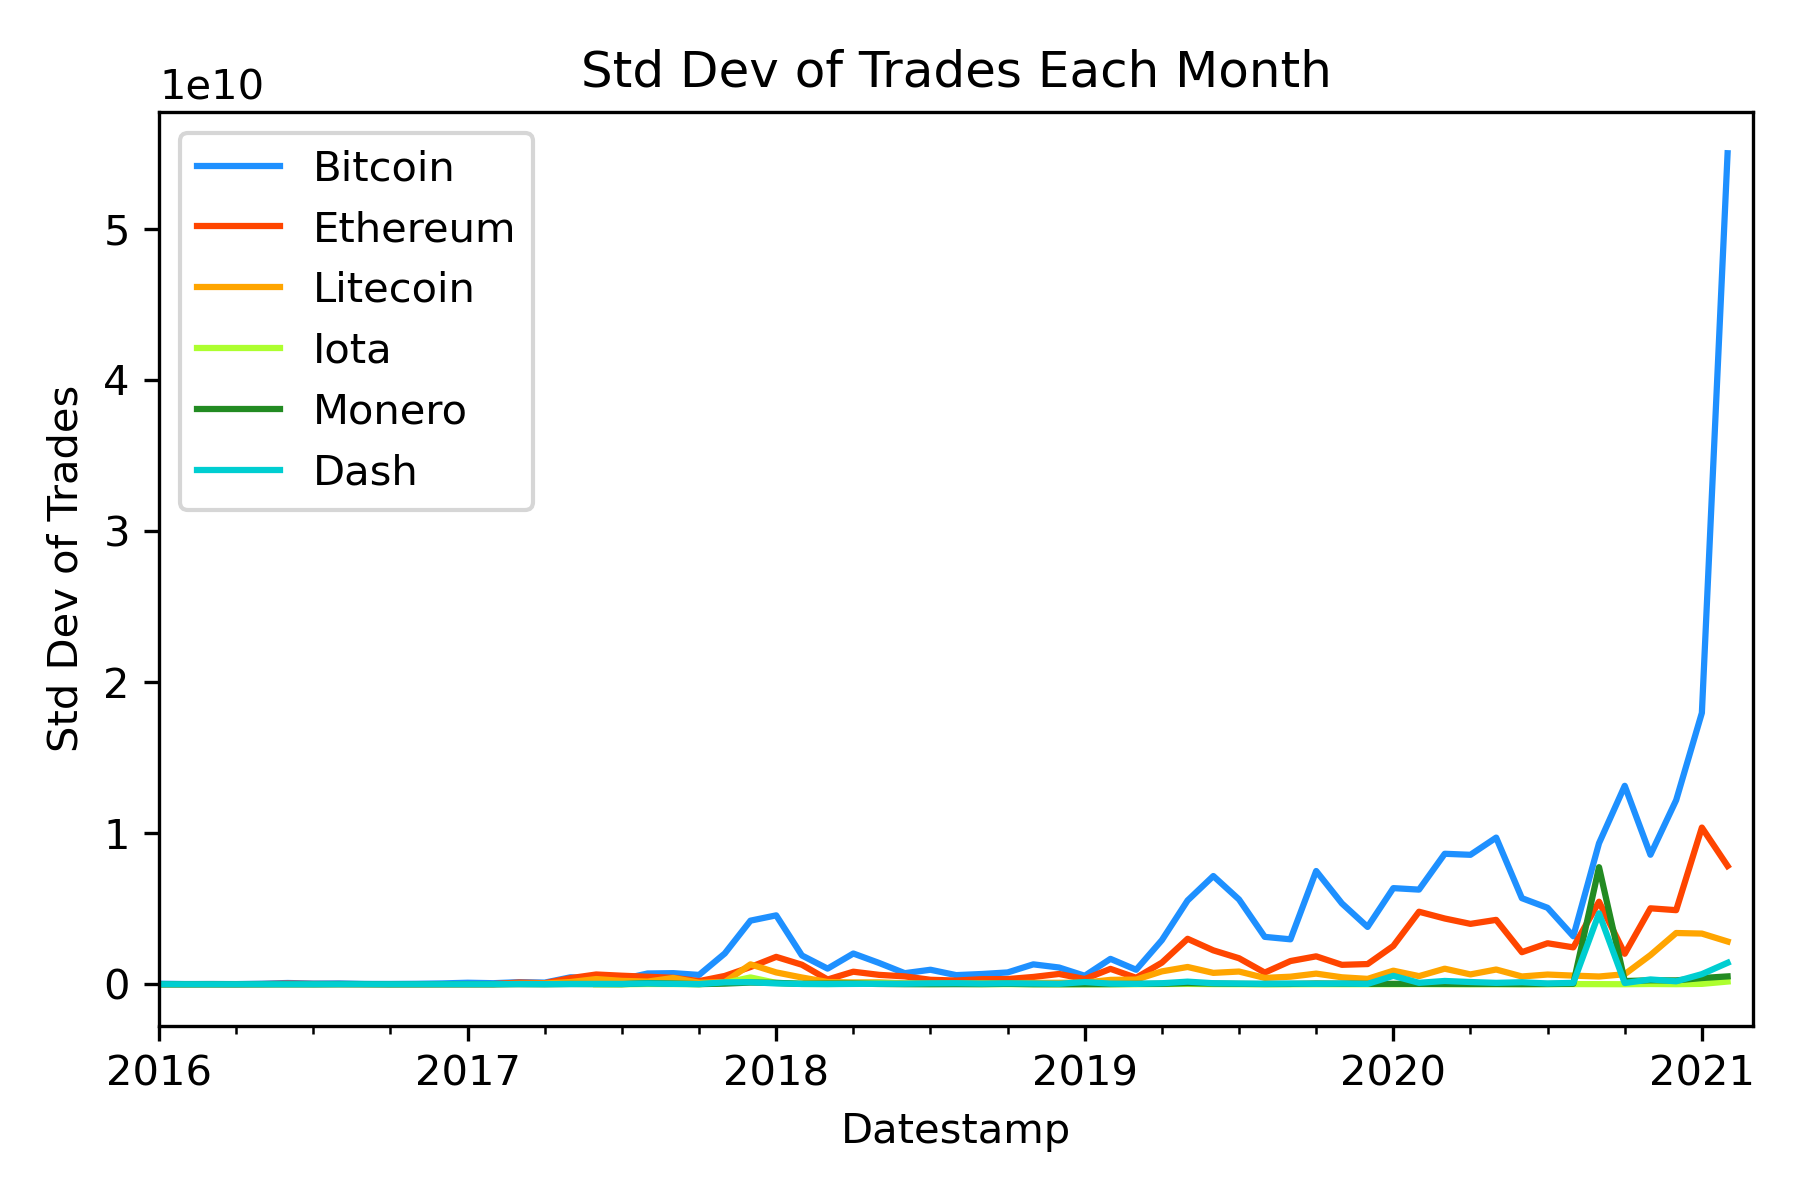 Std Dev of Trades Each Month
1e10
Bitcoin
Ethereum
Litecoin
Iota
Monero
Dash
5
4
3
2
1
0
Std Dev of Trades
2016
2017
2018
2019
2020
2021
Datestamp